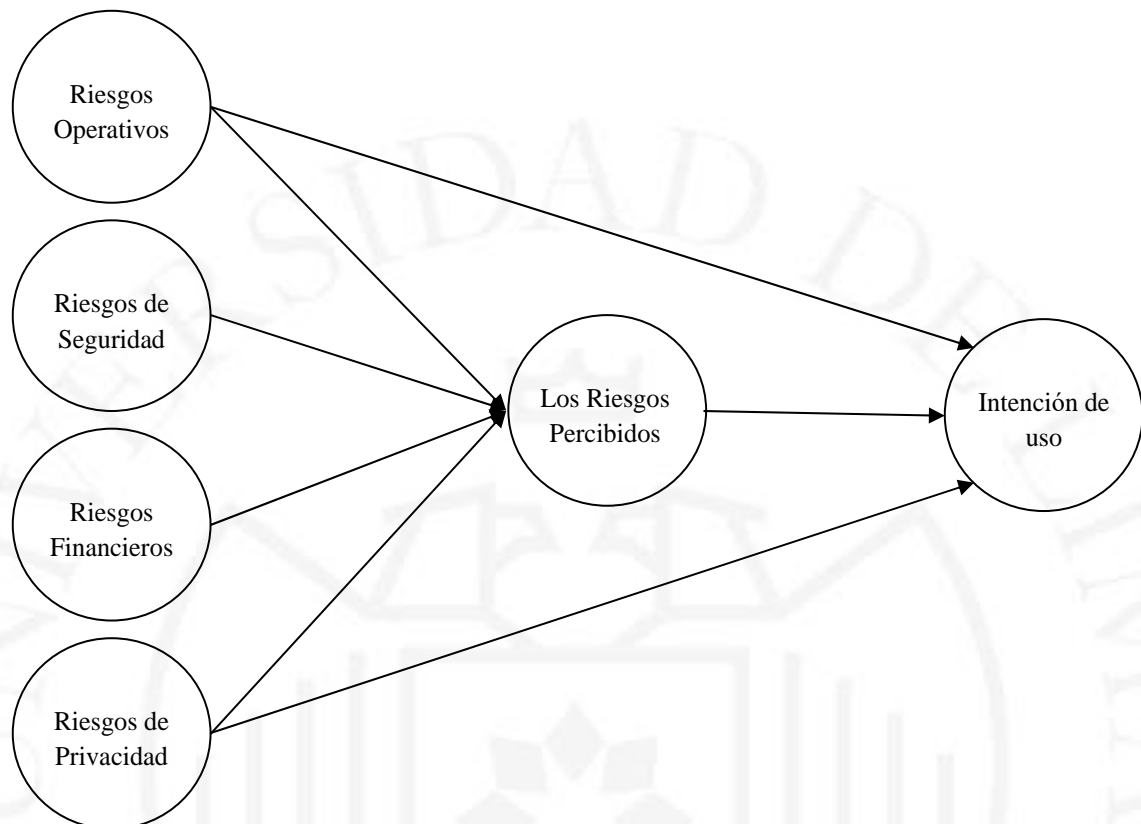 Riesgos
Operativos
Riesgos de
Seguridad
Los Riesgos
Percibidos
Intención de
uso
Riesgos
Financieros
Riesgos de
Privacidad